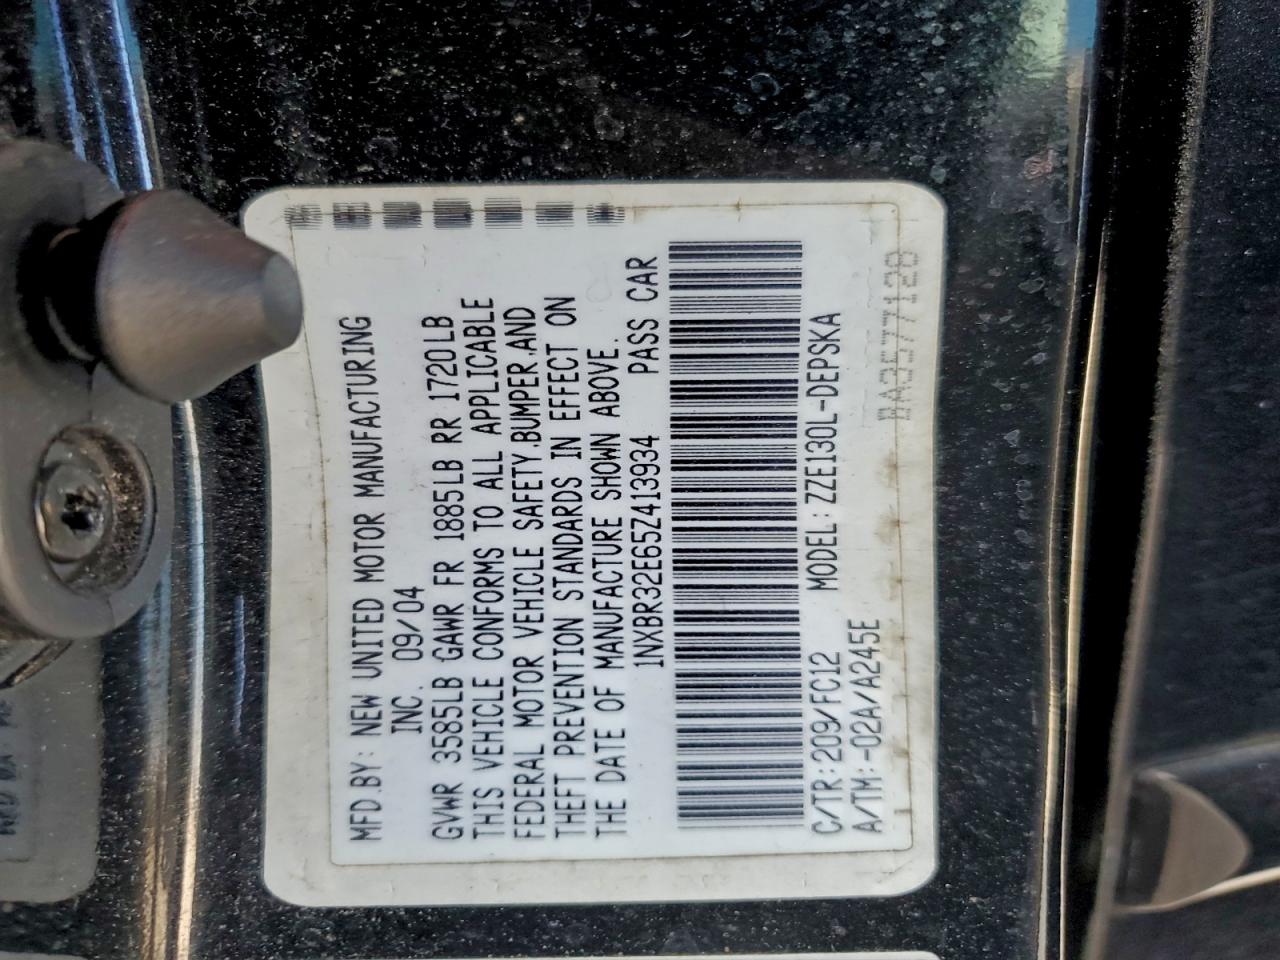 MFD.BY: NEW UNITED MOTOR MANUFACTURING
INC. 09/04
GVWR 3585LB GAWR FR 1885LB RR 1720LB
THIS VEHICLE CONFORMS TO ALL APPLICABLE
FEDERAL MOTOR VEHICLE SAFETY,BUMPER,AND
THEFT PREVENTION STANDARDS IN EFFECT ON
THE DATE OF MANUFACTURE SHOWN ABOVE.
1NXBR32E65Z413934 PASS CAR
C/TR:209/FC12 MODEL:ZZE130L-DEPSKA
A/TM:-02A/A245E